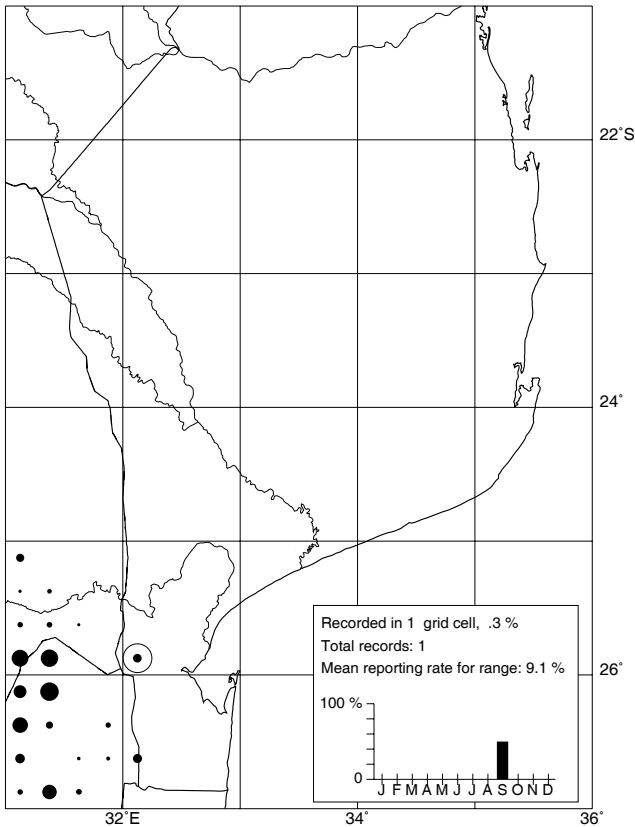 22˚S
24˚
Recorded in 1 grid cell, .3 %
Total records: 1
Mean reporting rate for range: 9.1 %
26˚
100 %
0
J F M A M J J A S O N D
32˚E
34˚
36˚